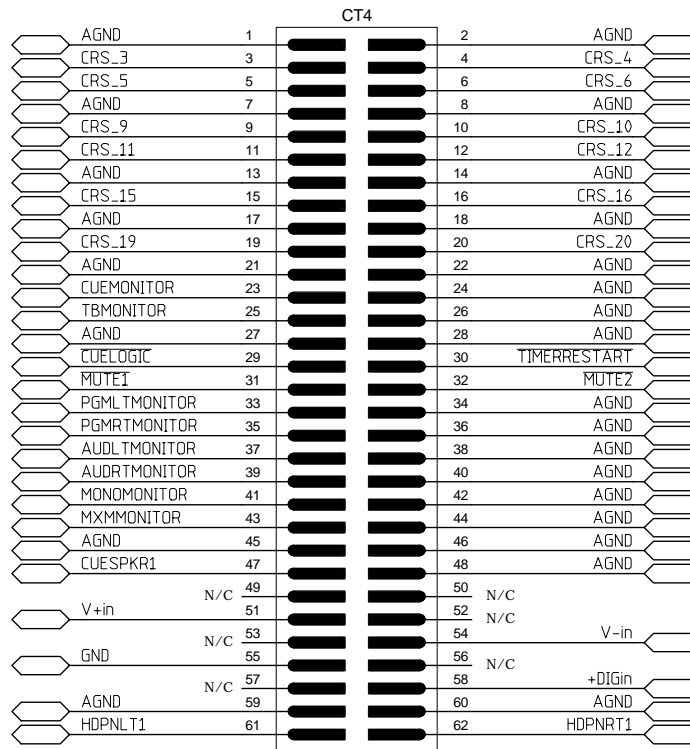 CT4
AGND 1 2 AGND
CRS_3 3 4 CRS_4
CRS_5 5 6 CRS_6
AGND 7 8 AGND
CRS_9 9 10 CRS_10
CRS_11 11 12 CRS_12
AGND 13 14 AGND
CRS_15 15 16 CRS_16
AGND 17 18 AGND
CRS_19 19 20 CRS_20
AGND 21 22 AGND
CUEMONITOR 23 24 AGND
TBMONITOR 25 26 AGND
AGND 27 28 AGND
CUELOGIC 29 30 TIMERRESTART
MUTE1 31 32 MUTE2
PGMLTMONITOR 33 34 AGND
PGMRTMONITOR 35 36 AGND
AUDLTMONITOR 37 38 AGND
AUDRTMONITOR 39 40 AGND
MONOMONITOR 41 42 AGND
MXMMONITOR 43 44 AGND
AGND 45 46 AGND
CUESPKR1 47 48 AGND
N/C 49 50 N/C
V+in 51 52 N/C
N/C 53 54 V-in
GND 55 56 N/C
N/C 57 58 +DIGin
AGND 59 60 AGND
HDPNLT1 61 62 HDPNRT1